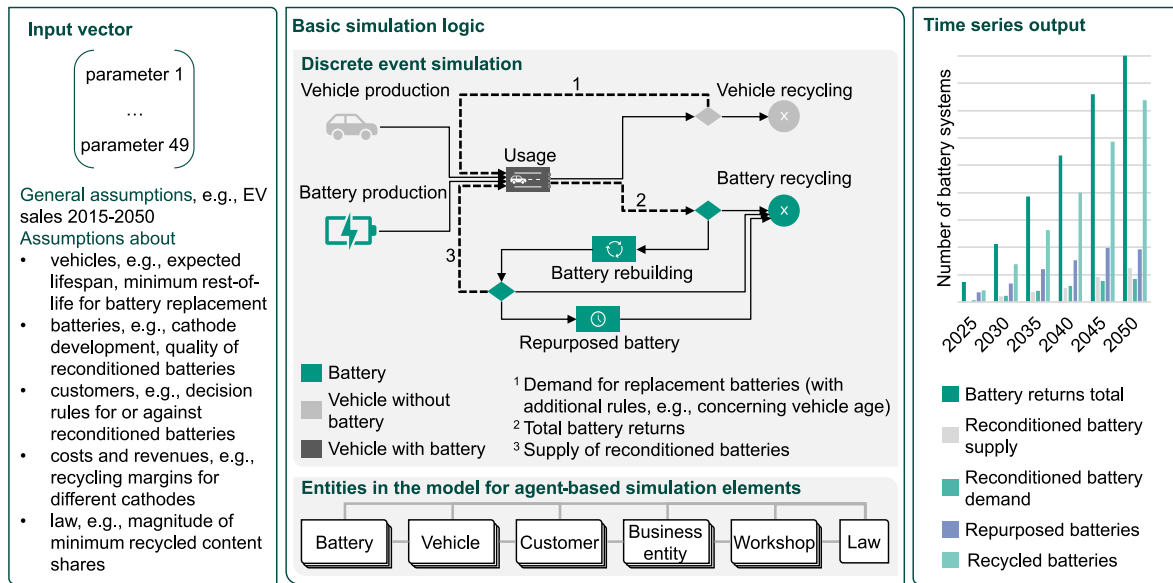 Input vector
parameter 1
...
parameter 49
General assumptions, e.g., EV
sales 2015-2050
Assumptions about
• vehicles, e.g., expected
lifespan, minimum rest-of-
life for battery replacement
• batteries, e.g., cathode
development, quality of
reconditioned batteries
• customers, e.g., decision
rules for or against
reconditioned batteries
• costs and revenues, e.g.,
recycling margins for
different cathodes
• law, e.g., magnitude of
minimum recycled content
shares
Basic simulation logic
Discrete event simulation
Vehicle production
1
Vehicle recycling
X
Usage
Battery production
2
Battery recycling
X
3
Battery rebuilding
Repurposed battery
Battery
Vehicle without
battery
Vehicle with battery
1 Demand for replacement batteries (with
additional rules, e.g., concerning vehicle age)
2 Total battery returns
3 Supply of reconditioned batteries
Entities in the model for agent-based simulation elements
Battery
Vehicle
Customer
Business
entity
Workshop
Law
Time series output
Number of battery systems
2025
2030
2035
2040
2045
2050
Battery returns total
Reconditioned battery
supply
Reconditioned battery
demand
Repurposed batteries
Recycled batteries